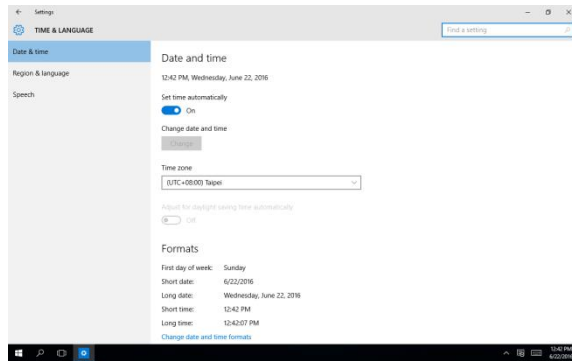 Settings
TIME & LANGUAGE
Find a setting
Date & time
Region & language
Speech
Date and time
12:42 PM, Wednesday, June 22, 2016
Set time automatically
On
Change date and time
Change
Time zone
(UTC+08:00) Taipei
Adjust for daylight saving time automatically
Off
Formats
First day of week: Sunday
Short date: 6/22/2016
Long date: Wednesday, June 22, 2016
Short time: 12:42 PM
Long time: 12:42:07 PM
Change date and time formats
12:42 PM
6/22/2016